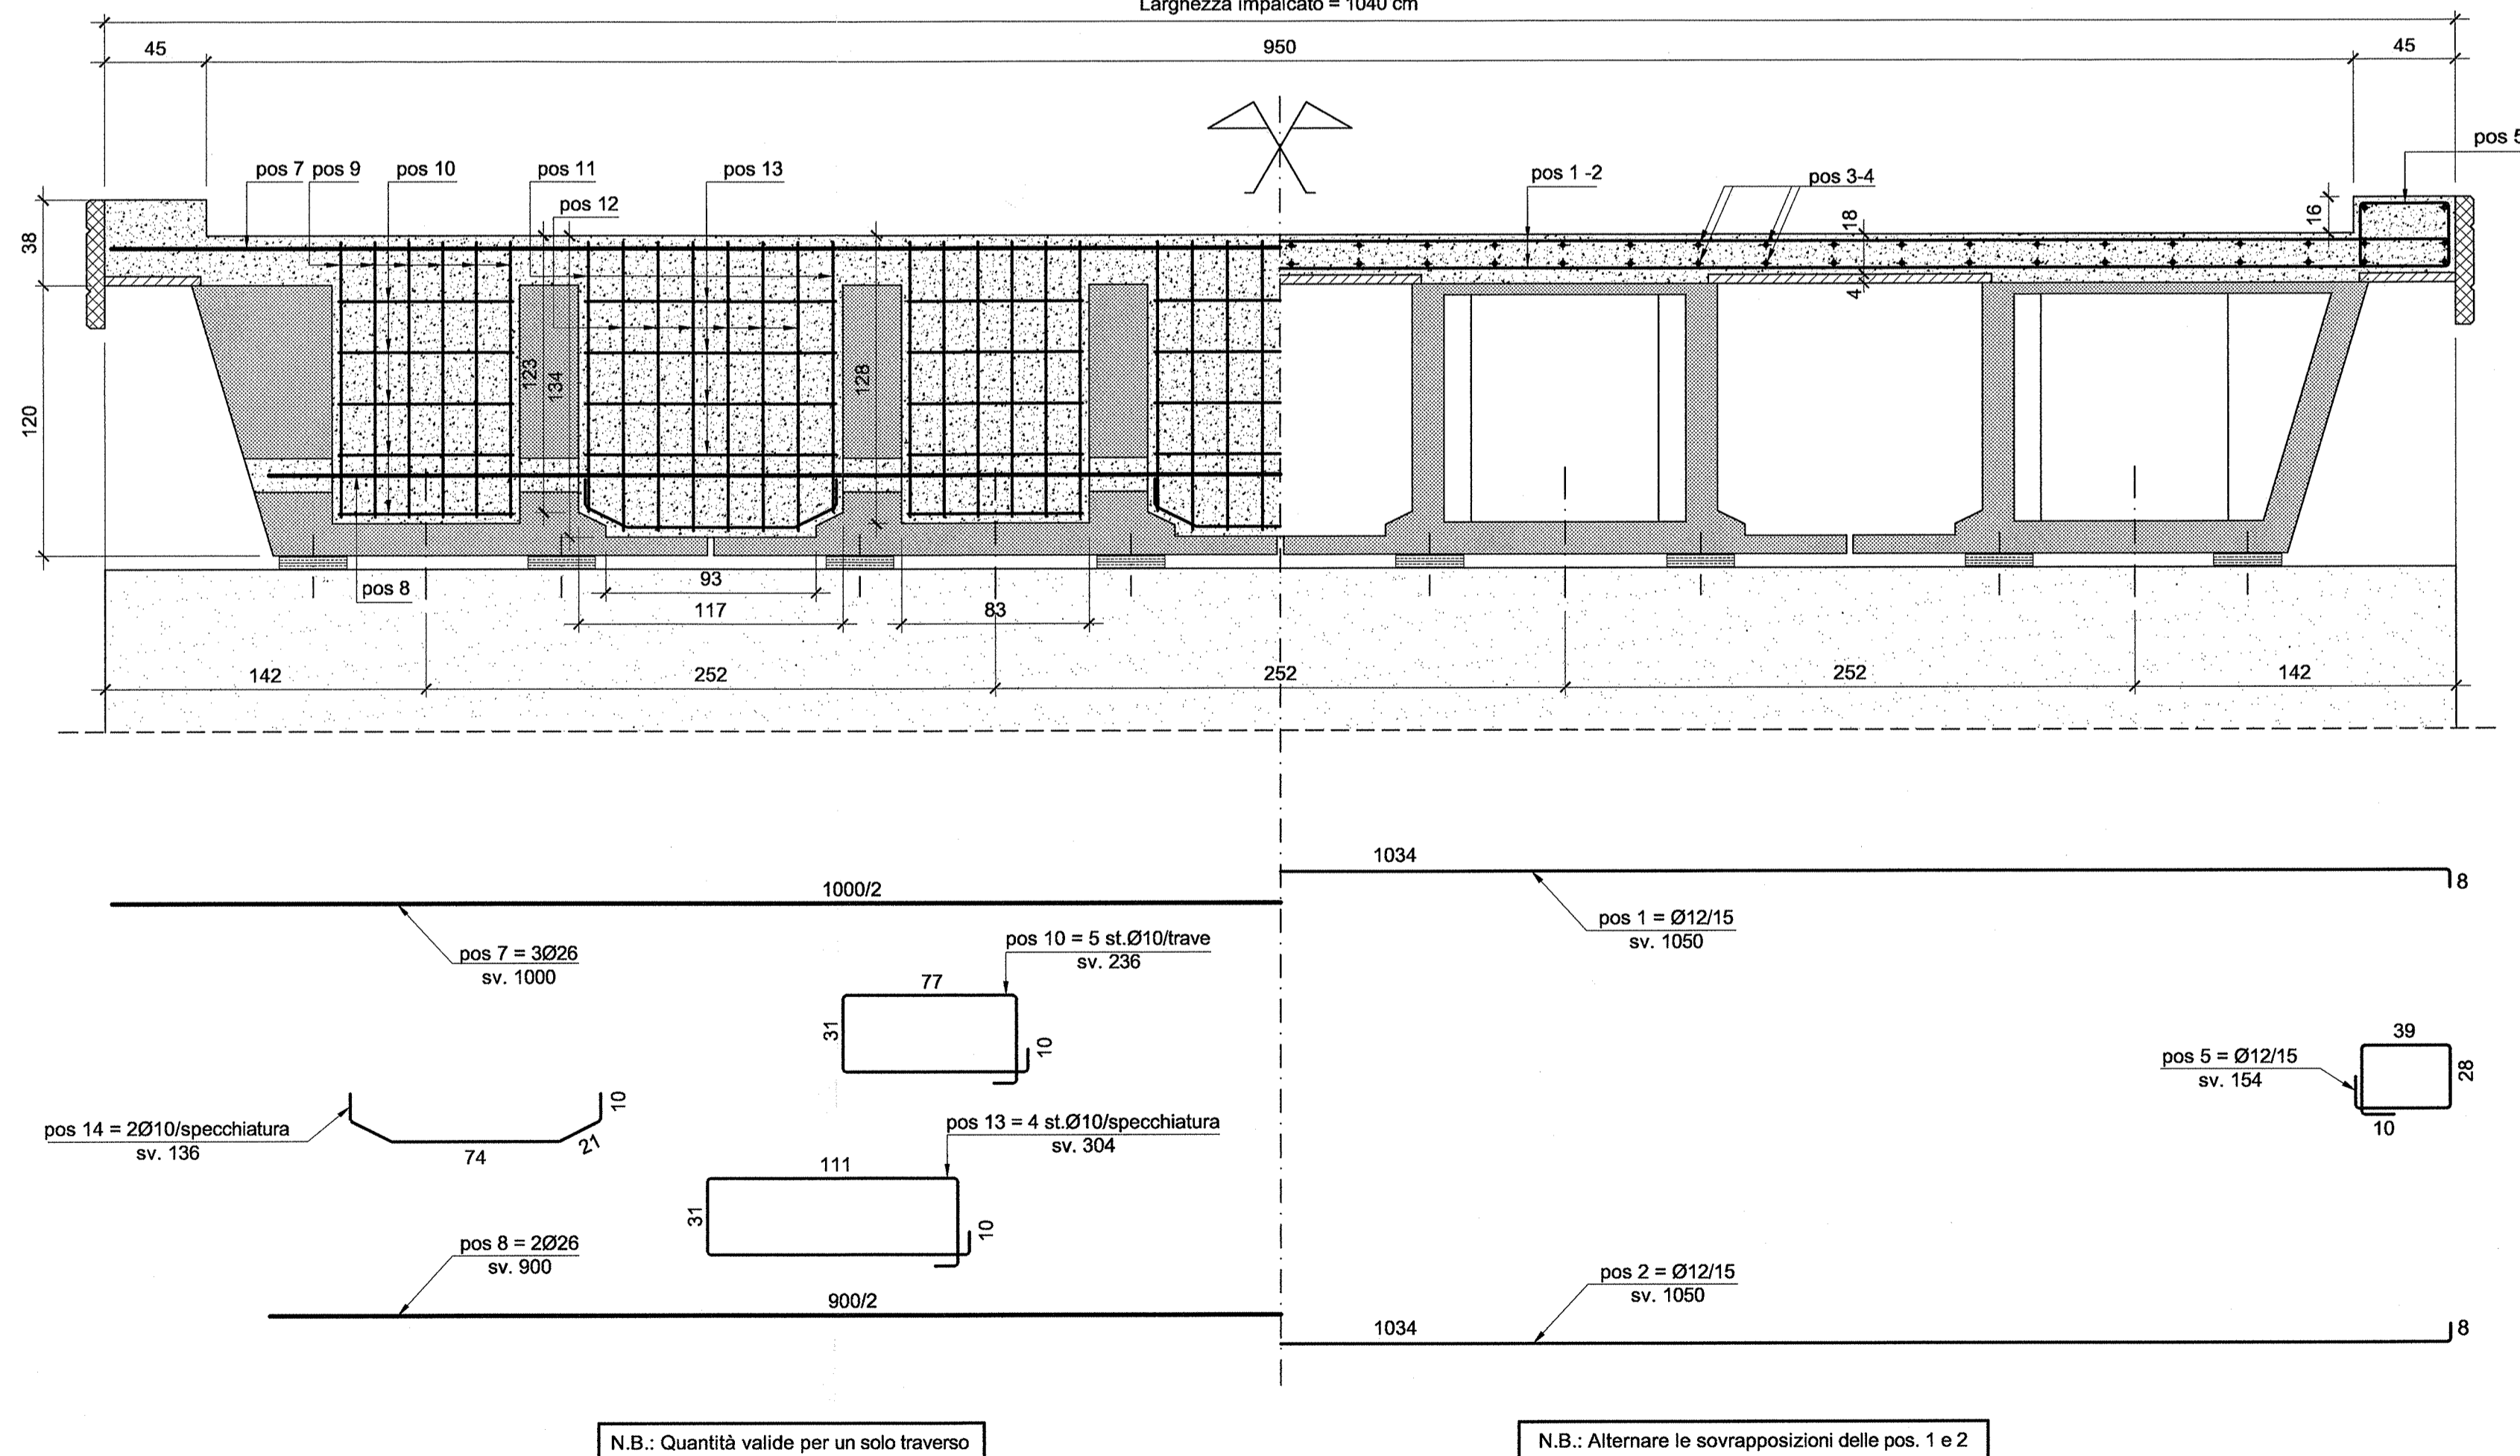 Larghezza impalcato = 1040 cm
45
950
45
pos 5
pos 7
pos 9
pos 10
pos 11
pos 13
pos 12
pos 1 -2
pos 3-4
38
18
16
4
123
134
128
120
pos 8
93
117
83
142
252
252
252
142
1034
8
1000/2
pos 1 = Ø12/15
sv. 1050
pos 7 = 3Ø26
sv. 1000
pos 10 = 5 st.Ø10/trave
sv. 236
77
31
10
39
28
pos 5 = Ø12/15
sv. 154
10
pos 14 = 2Ø10/specchiatura
sv. 136
10
21
74
pos 13 = 4 st.Ø10/specchiatura
sv. 304
111
31
10
pos 8 = 2Ø26
sv. 900
900/2
pos 2 = Ø12/15
sv. 1050
1034
8
N.B.: Quantità valide per un solo traverso
N.B.: Alternare le sovrapposizioni delle pos. 1 e 2